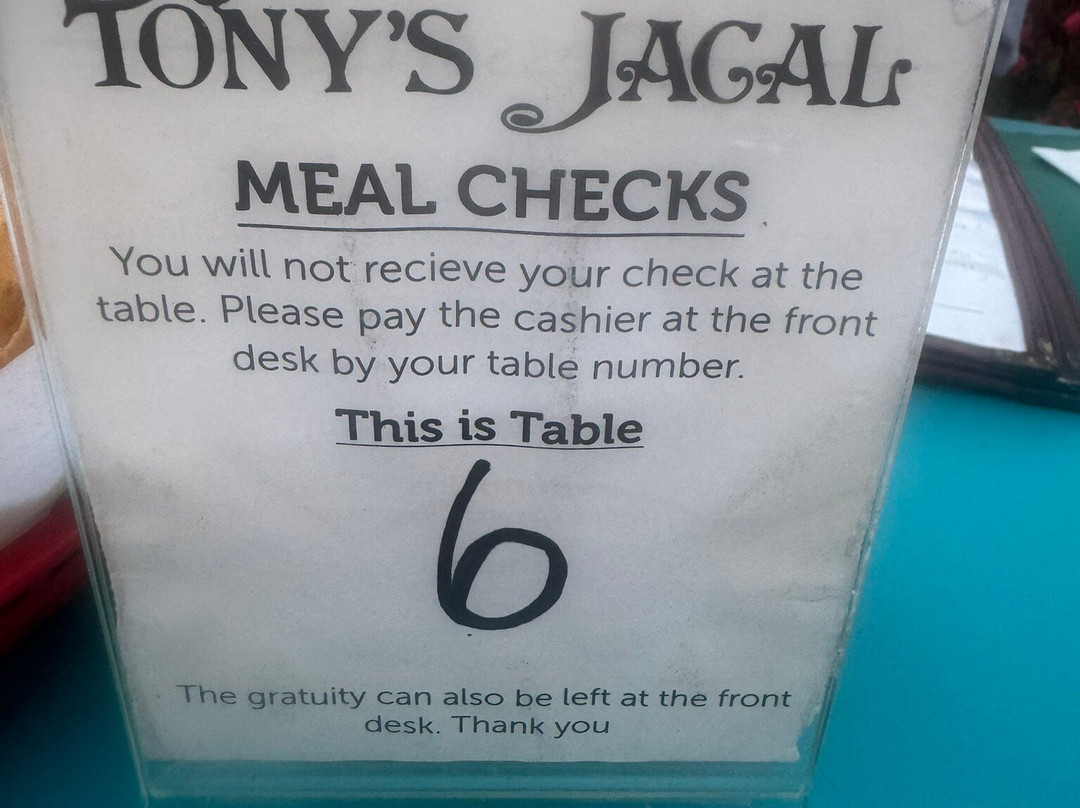 TONY'S JAGAL
MEAL CHECKS
You will not recieve your check at the
table. Please pay the cashier at the front
desk by your table number.
This is Table
6
The gratuity can also be left at the front
desk. Thank you